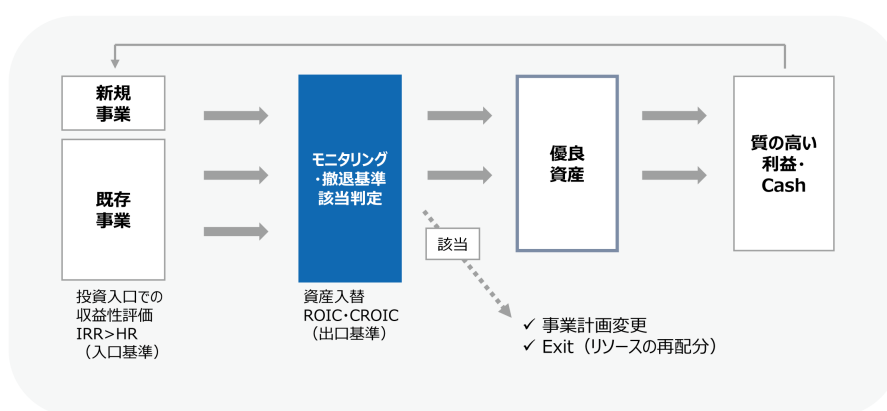 新規
事業
既存
事業
投資入口での
収益性評価
IRR>HR
（入口基準）
モニタリング
・撤退基準
該当判定
資産入替
ROIC・CROIC
（出口基準）
該当
✓ 事業計画変更
✓ Exit（リソースの再配分）
優良
資産
質の高い
利益・
Cash